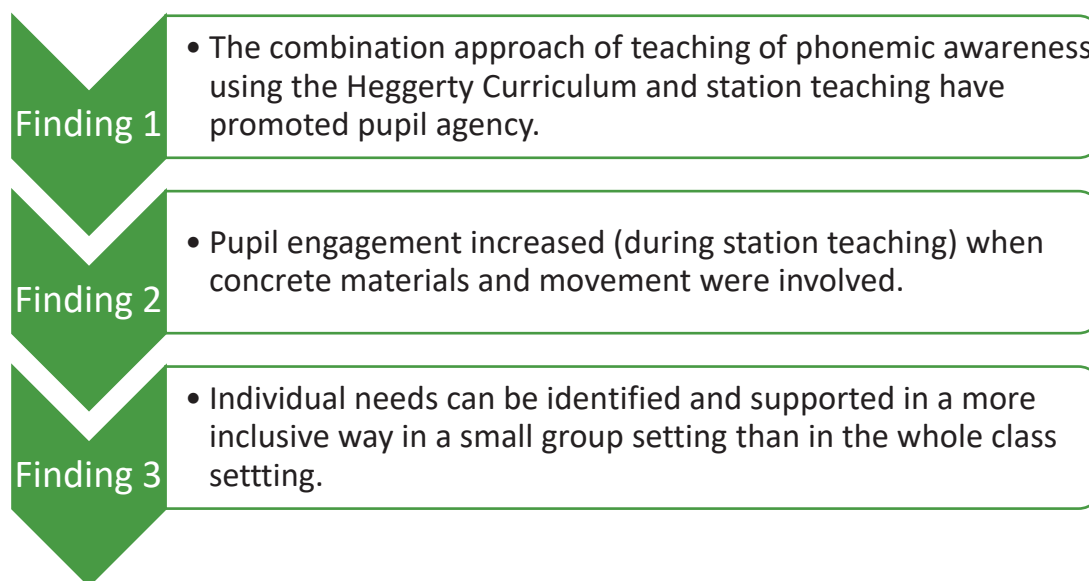 Finding 1
• The combination approach of teaching of phonemic awareness
using the Heggerty Curriculum and station teaching have
promoted pupil agency.
Finding 2
• Pupil engagement increased (during station teaching) when
concrete materials and movement were involved.
Finding 3
• Individual needs can be identified and supported in a more
inclusive way in a small group setting than in the whole class
settting.